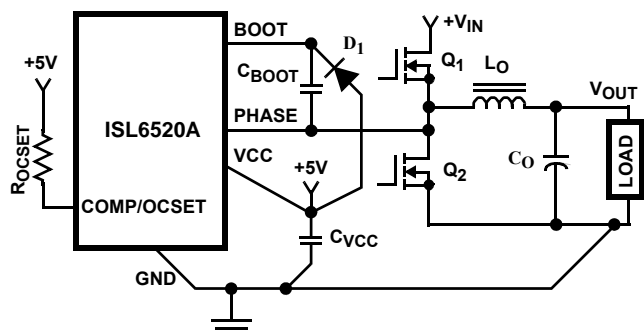 BOOT
+VIN
D1
+5V
CBOOT
Q1
LO
VOUT
ISL6520A
PHASE
VCC
+5V
ROCSET
Q2
CO
LOAD
COMP/OCSET
CVCC
GND